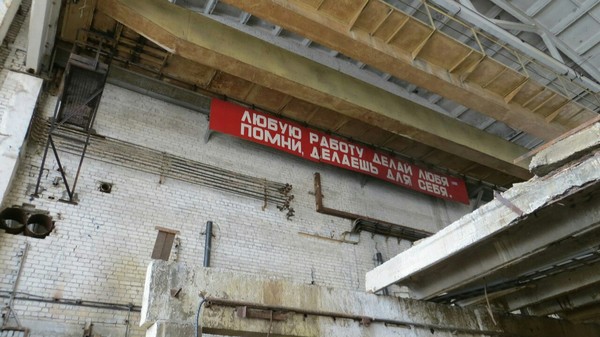 ЛЮБУЮ РАБОТУ ДЕЛАЙ ЛЮБЯ –
ПОМНИ, ДЕЛАЕШЬ ДЛЯ СЕБЯ.